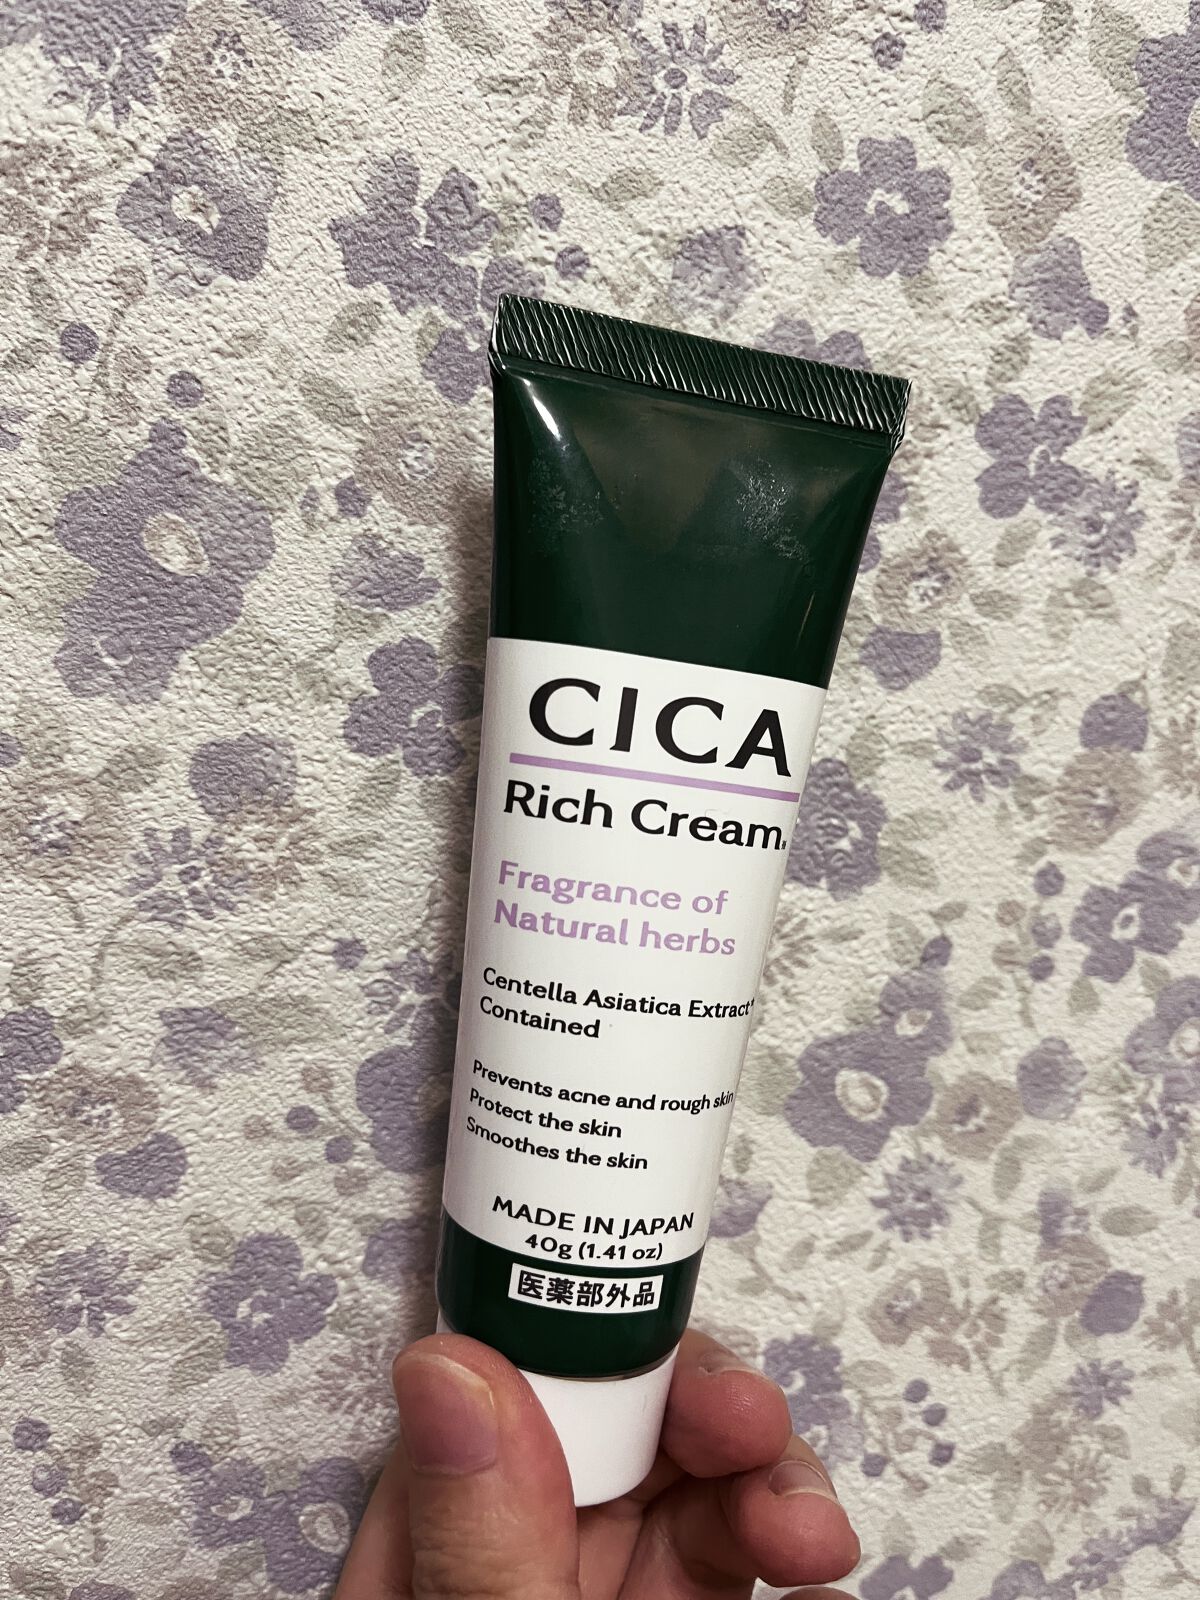 CICA
Rich Cream.
Fragrance of
Natural herbs
Centella Asiatica Extract*
Contained
Prevents acne and rough skin
Protect the skin
Smoothes the skin
MADE IN JAPAN
40g (1.41 oz)
医薬部外品